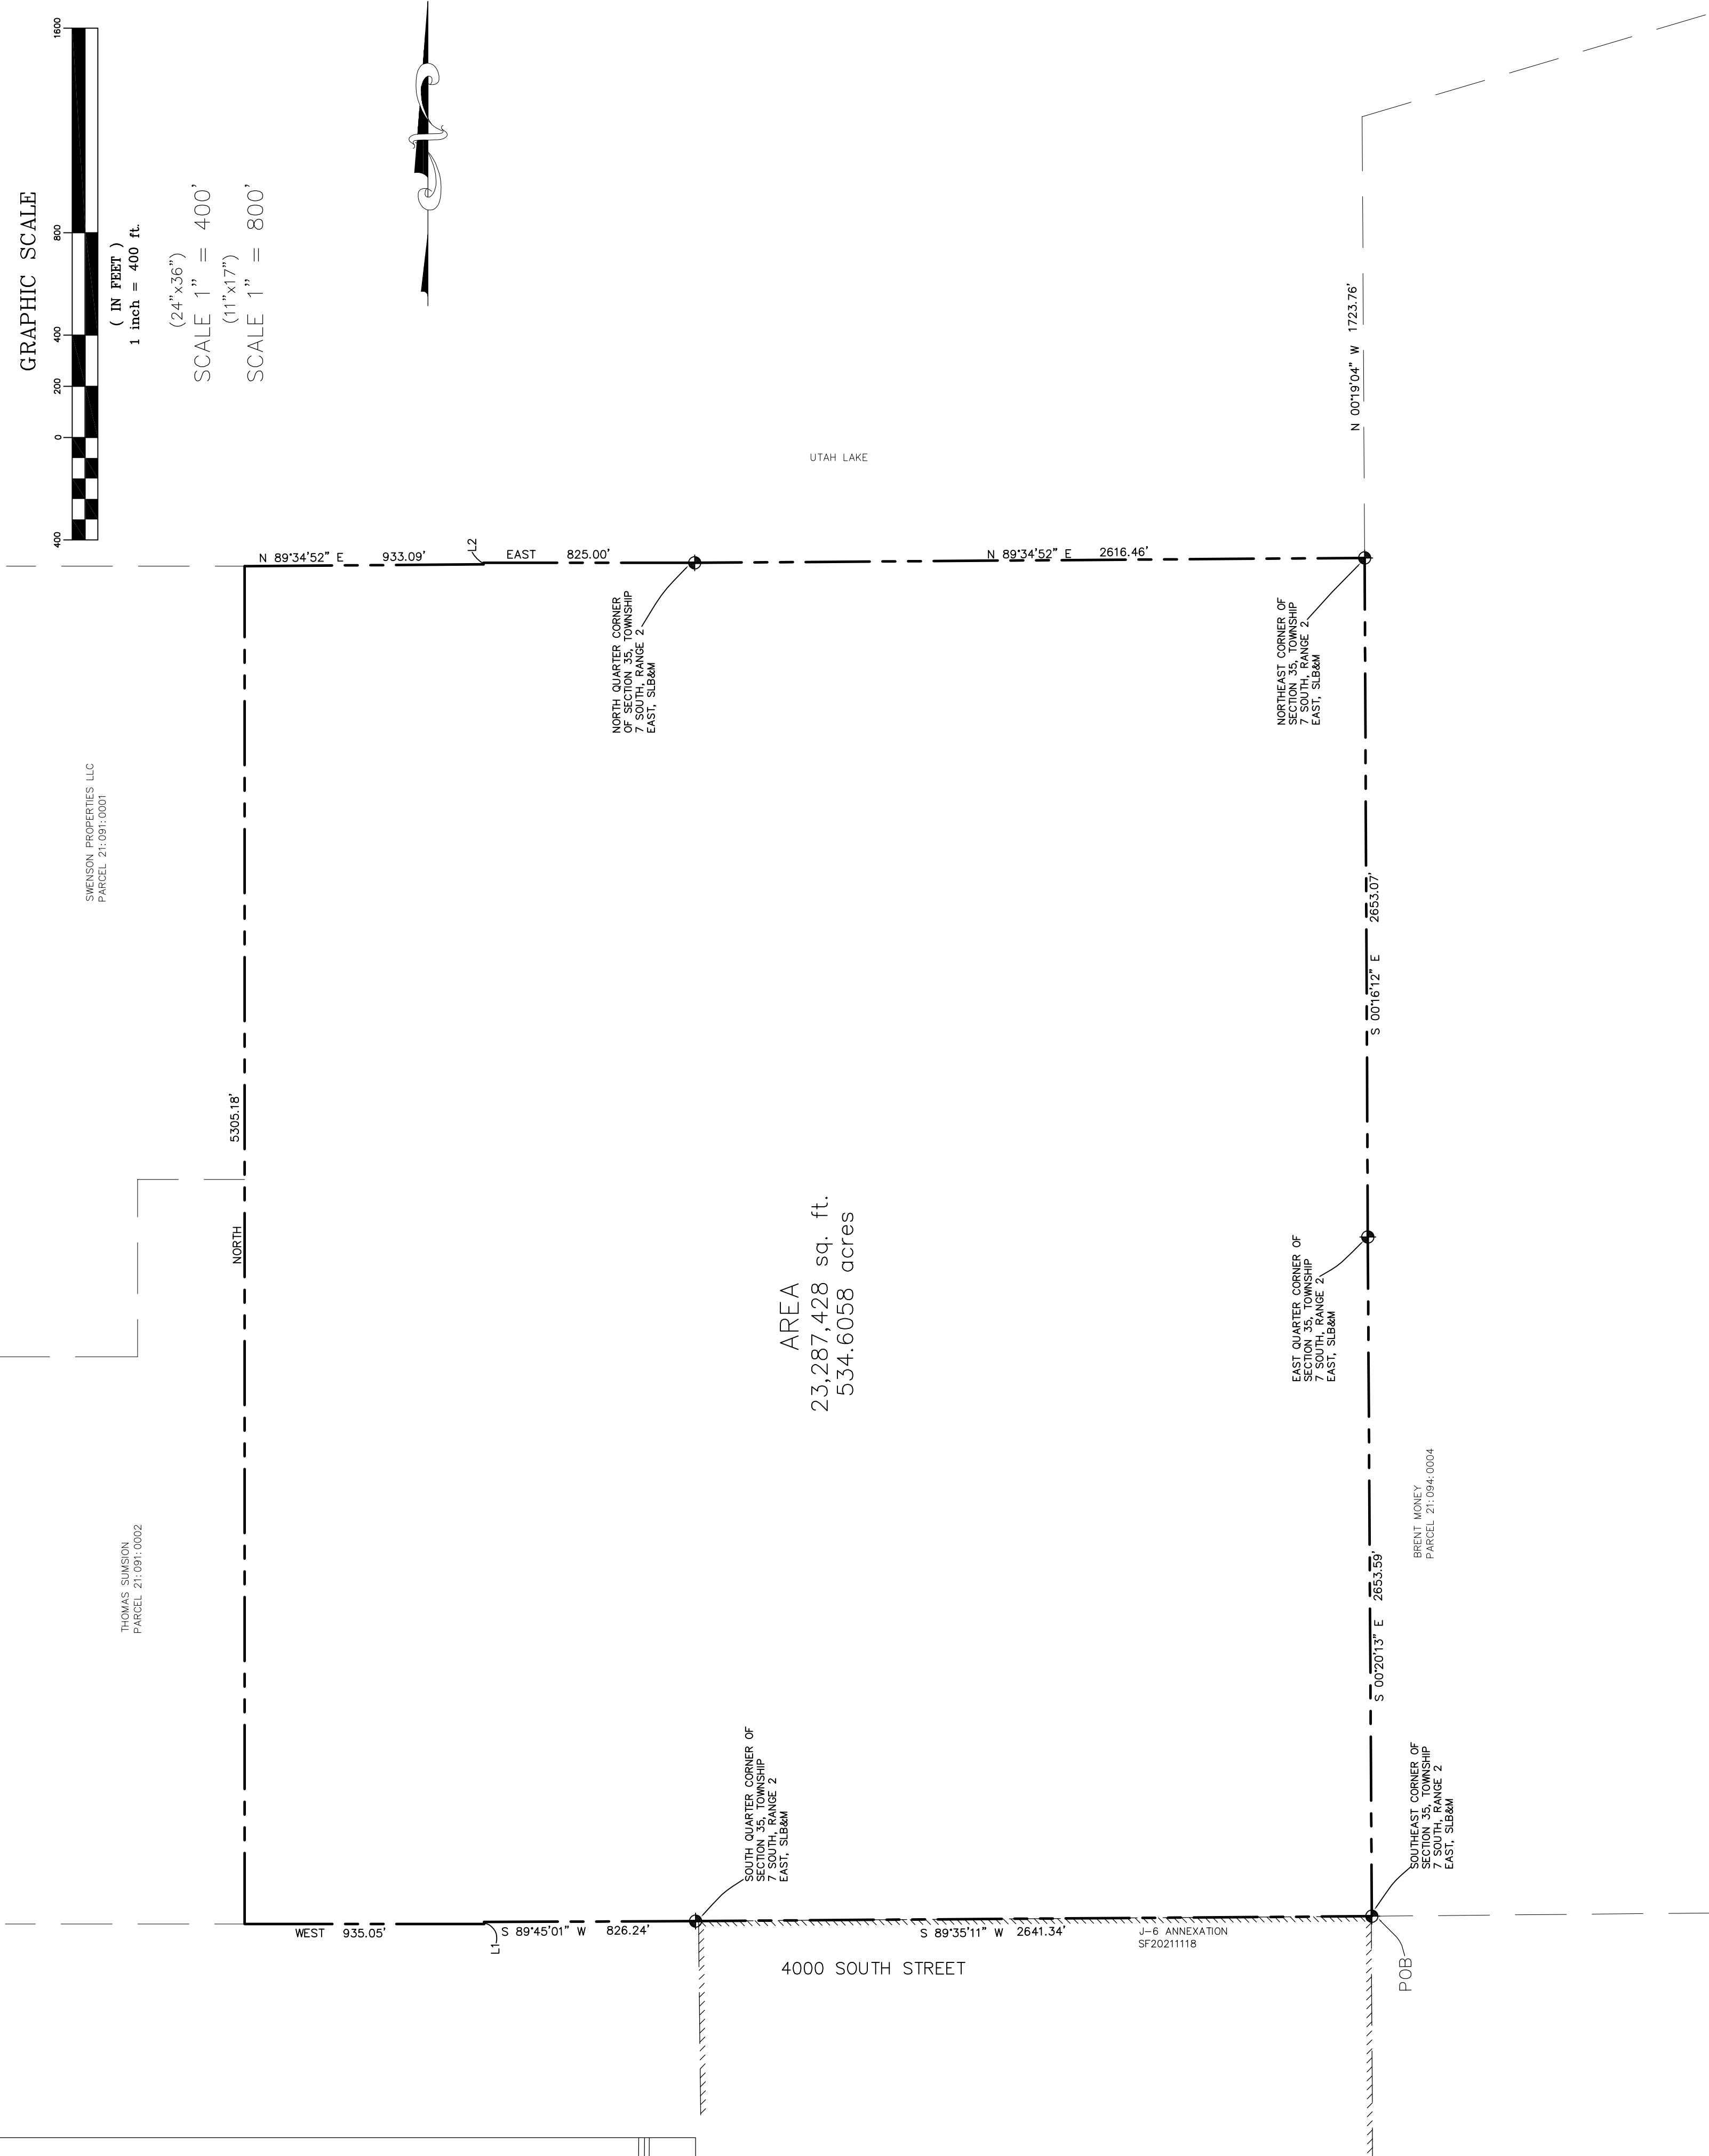 GRAPHIC SCALE
400
0
200
400
800
1600
( IN FEET )
1 inch = 400 ft.
(24"x36")
SCALE 1" = 400'
(11"x17")
SCALE 1" = 800'
UTAH LAKE
N 00°19'04" W 1723.76'
N 89°34'52" E 933.09'
L2
EAST 825.00'
N 89°34'52" E 2616.46'
NORTH QUARTER CORNER
OF SECTION 35, TOWNSHIP
7 SOUTH, RANGE 2
EAST, SLB&M
NORTHEAST CORNER OF
SECTION 35, TOWNSHIP
7 SOUTH, RANGE 2
EAST, SLB&M
SWENSON PROPERTIES LLC
PARCEL 21:091:0001
S 00°16'12" E 2653.07'
NORTH 5305.18'
AREA
23,287,428 sq. ft.
534.6058 acres
EAST QUARTER CORNER OF
SECTION 35, TOWNSHIP
7 SOUTH, RANGE 2
EAST, SLB&M
THOMAS SUMSION
PARCEL 21:091:0002
BRENT MONEY
PARCEL 21:094:0004
S 00°20'13" E 2653.59'
SOUTH QUARTER CORNER OF
SECTION 35, TOWNSHIP
7 SOUTH, RANGE 2
EAST, SLB&M
SOUTHEAST CORNER OF
SECTION 35, TOWNSHIP
7 SOUTH, RANGE 2
EAST, SLB&M
WEST 935.05'
L1
S 89°45'01" W 826.24'
S 89°35'11" W 2641.34'
J-6 ANNEXATION
SF20211118
4000 SOUTH STREET
POB